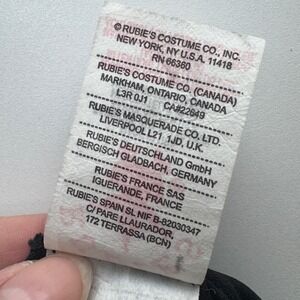 © RUBIE'S COSTUME CO., INC.
NEW YORK, NY U.S.A. 11418
RN 66360
RUBIE'S COSTUME CO. (CANADA)
MARKHAM, ONTARIO, CANADA
L3R 0J1 CA#22649
RUBIE'S MASQUERADE CO. LTD.
LIVERPOOL L21 1JD, U.K.
RUBIE'S DEUTSCHLAND GmbH
BERGISCH GLADBACH, GERMANY
RUBIE'S FRANCE SAS
IGUERANDE, FRANCE
RUBIE'S SPAIN SL NIF B-82030347
C/ PARE LLAURADOR,
172 TERRASSA (BCN)